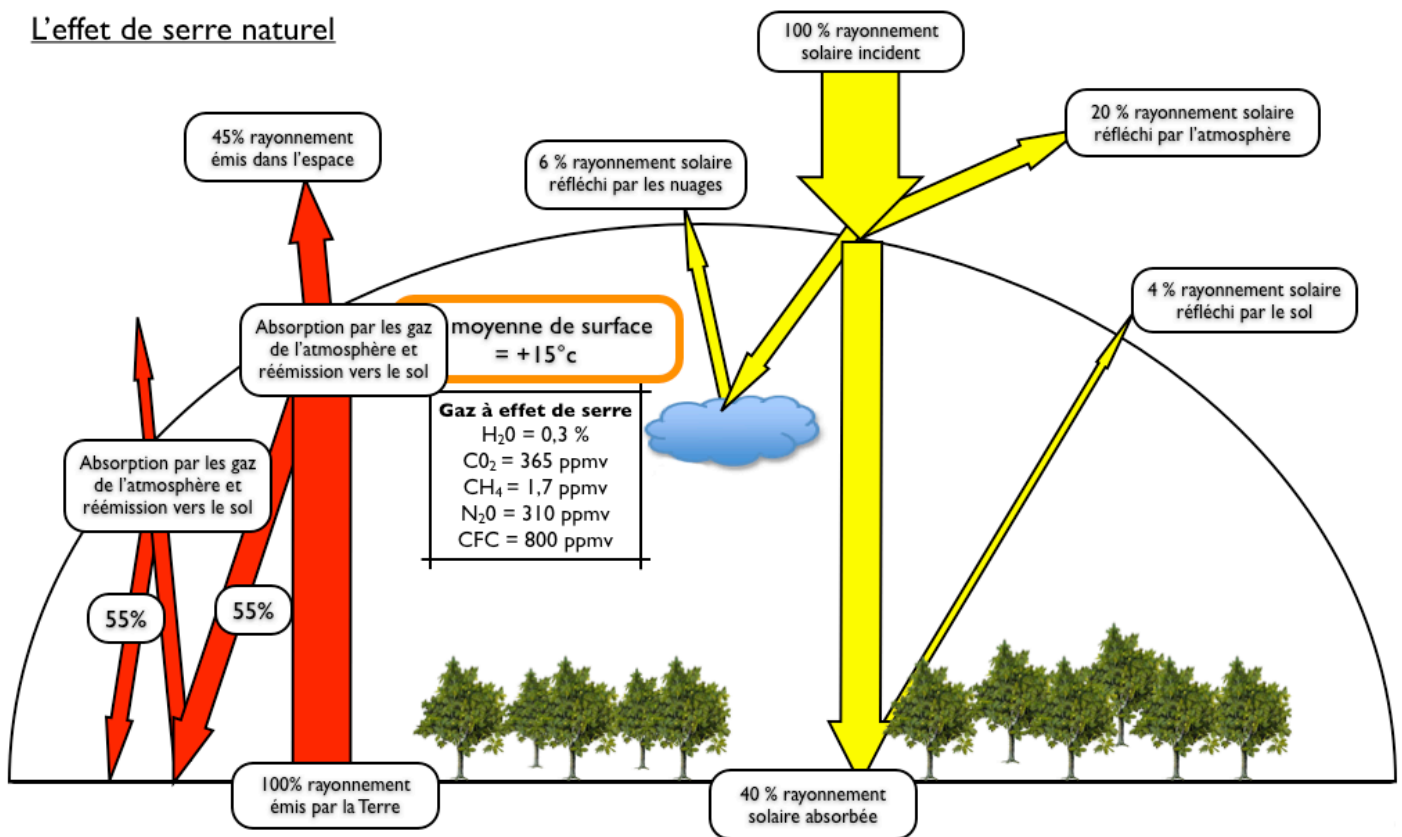 L'effet de serre naturel
100 % rayonnement
solaire incident
45% rayonnement
émis dans l'espace
6 % rayonnement solaire
réfléchi par les nuages
20 % rayonnement solaire
réfléchi par l'atmosphère
4 % rayonnement solaire
réfléchi par le sol
Absorption par les gaz
de l'atmosphère et
réémission vers le sol
moyenne de surface
= +15°c
Gaz à effet de serre
H₂0 = 0,3 %
C0₂ = 365 ppmv
CH₄ = 1,7 ppmv
N₂0 = 310 ppmv
CFC = 800 ppmv
Absorption par les gaz
de l'atmosphère et
réémission vers le sol
55%
55%
100% rayonnement
émis par la Terre
40 % rayonnement
solaire absorbée